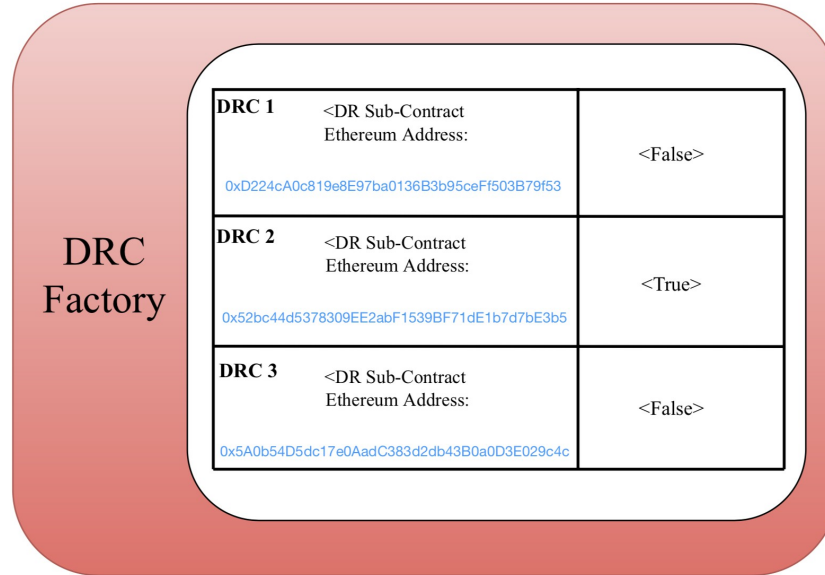 DRC
Factory
DRC 1
<DR Sub-Contract
Ethereum Address:
0xD224cA0c819e8E97ba0136B3b95ceFf503B79f53
<False>
DRC 2
<DR Sub-Contract
Ethereum Address:
0x52bc44d5378309EE2abF1539BF71dE1b7d7bE3b5
<True>
DRC 3
<DR Sub-Contract
Ethereum Address:
0x5A0b54D5dc17e0AadC383d2db43B0a0D3E029c4c
<False>